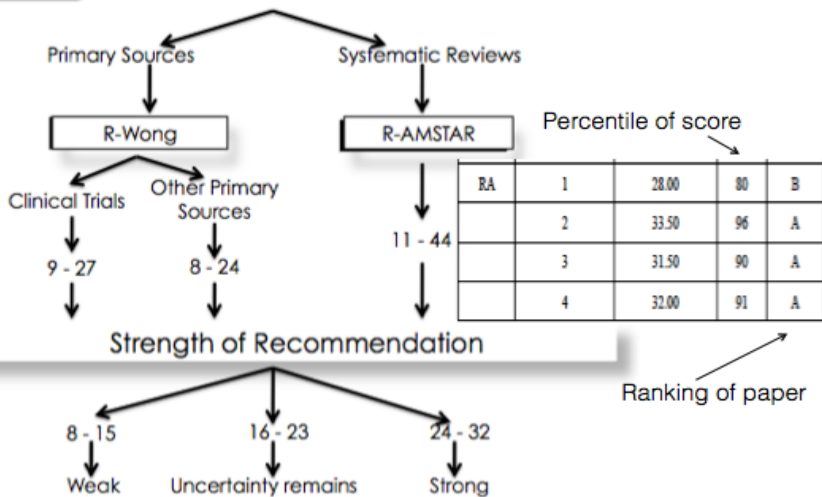 Primary Sources
Systematic Reviews
R-Wong
R-AMSTAR
Percentile of score
Clinical Trials
Other Primary
Sources
9 - 27
8 - 24
11 - 44
RA 1 28.00 80 B
2 33.50 96 A
3 31.50 90 A
4 32.00 91 A
Strength of Recommendation
Ranking of paper
8 - 15
16 - 23
24 - 32
Weak
Uncertainty remains
Strong